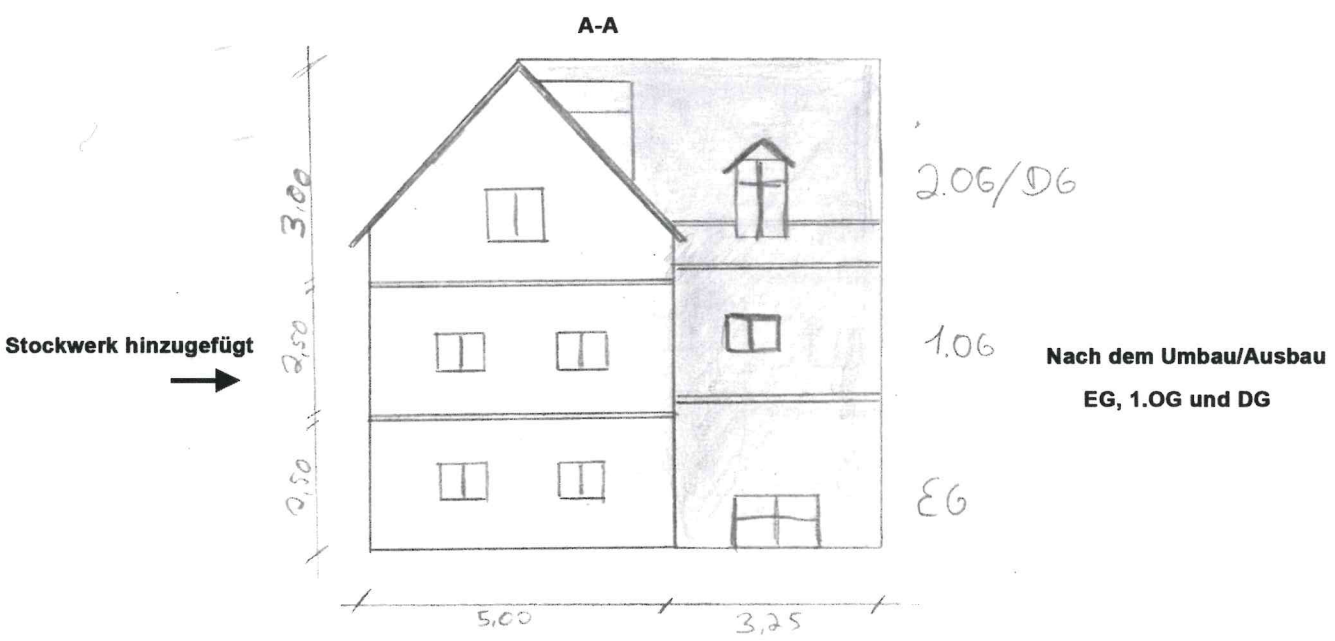 A-A
3,00
2.OG/DG
Stockwerk hinzugefügt
2,50
1.OG
Nach dem Umbau/Ausbau
EG, 1.OG und DG
2,50
EG
5,00
3,25